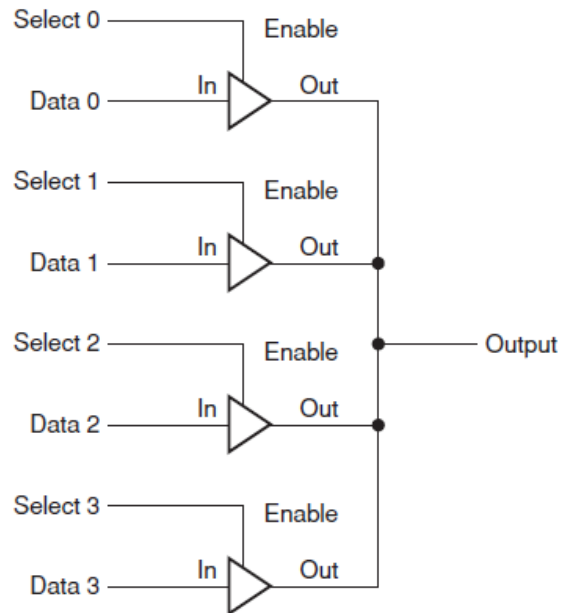 Select 0
Enable
In
Out
Data 0
Select 1
Enable
In
Out
Data 1
Select 2
Enable
Output
In
Out
Data 2
Select 3
Enable
In
Out
Data 3